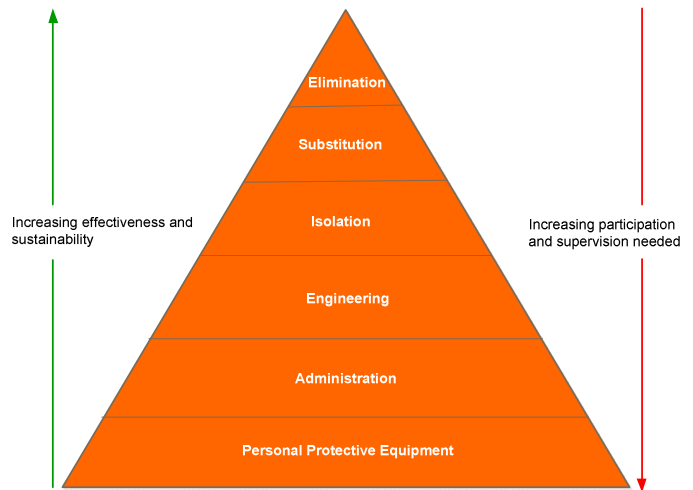 Elimination
Substitution
Isolation
Increasing effectiveness and
sustainability
Increasing participation
and supervision needed
Engineering
Administration
Personal Protective Equipment